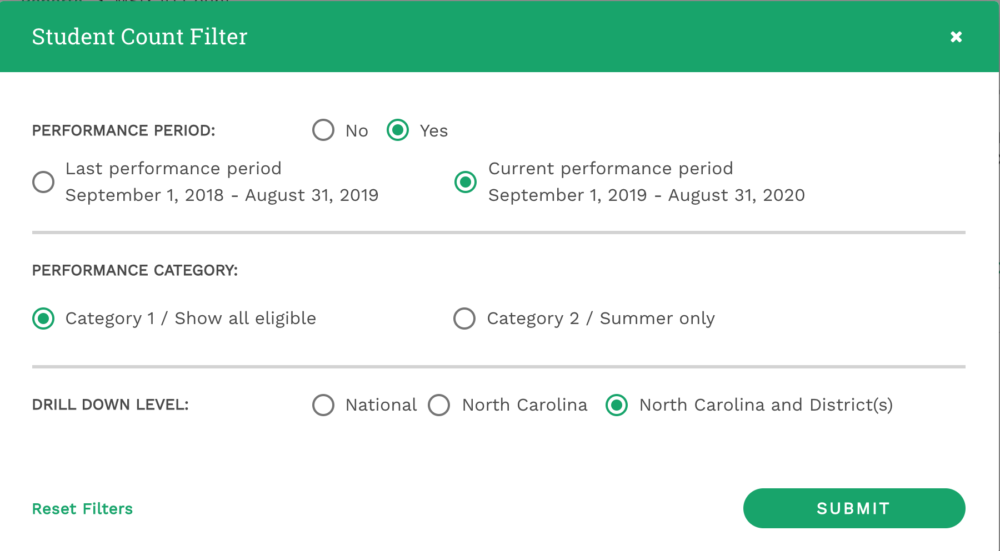 Student Count Filter
PERFORMANCE PERIOD: No Yes
Last performance period
September 1, 2018 - August 31, 2019
Current performance period
September 1, 2019 - August 31, 2020
PERFORMANCE CATEGORY:
Category 1 / Show all eligible
Category 2 / Summer only
DRILL DOWN LEVEL: National North Carolina North Carolina and District(s)
Reset Filters
SUBMIT